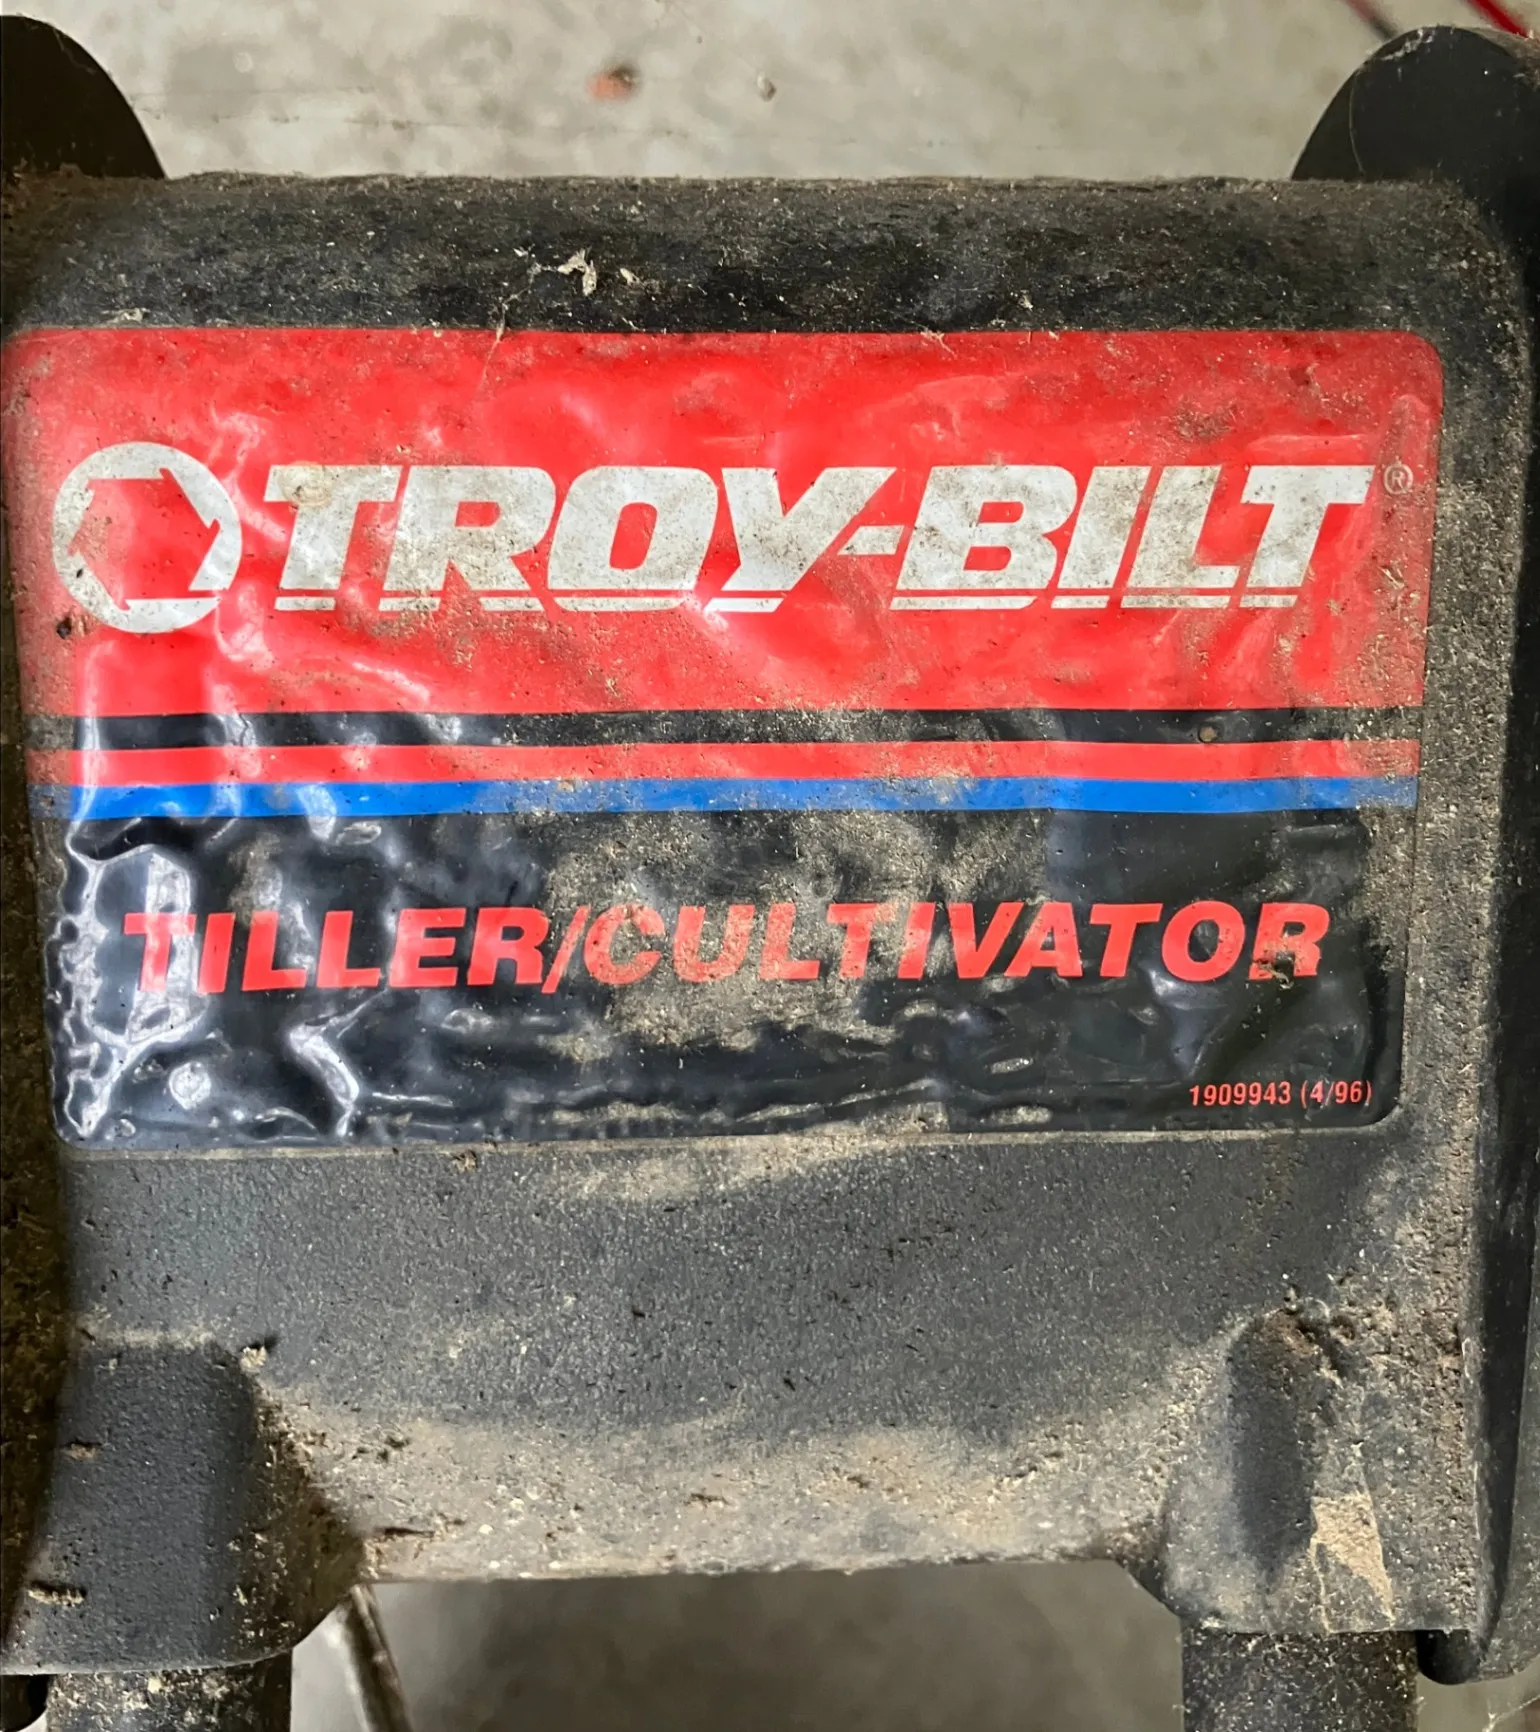 TROY-BILT®
TILLER/CULTIVATOR
1909943 (4/96)